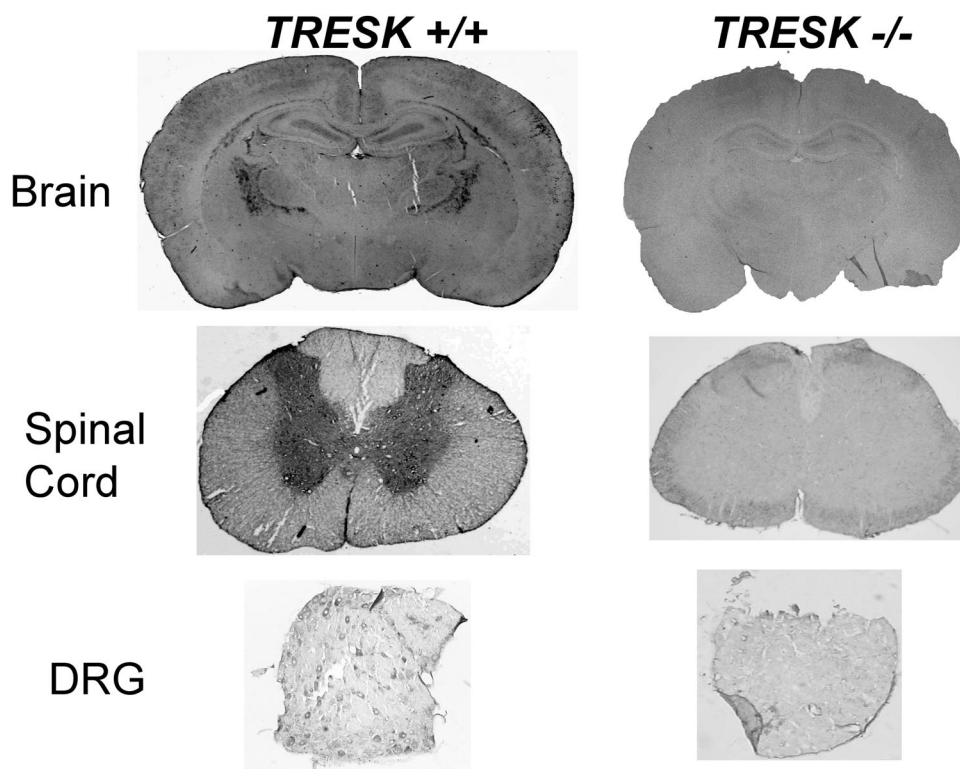 TRESK +/+
TRESK -/-
Brain
Spinal
Cord
DRG